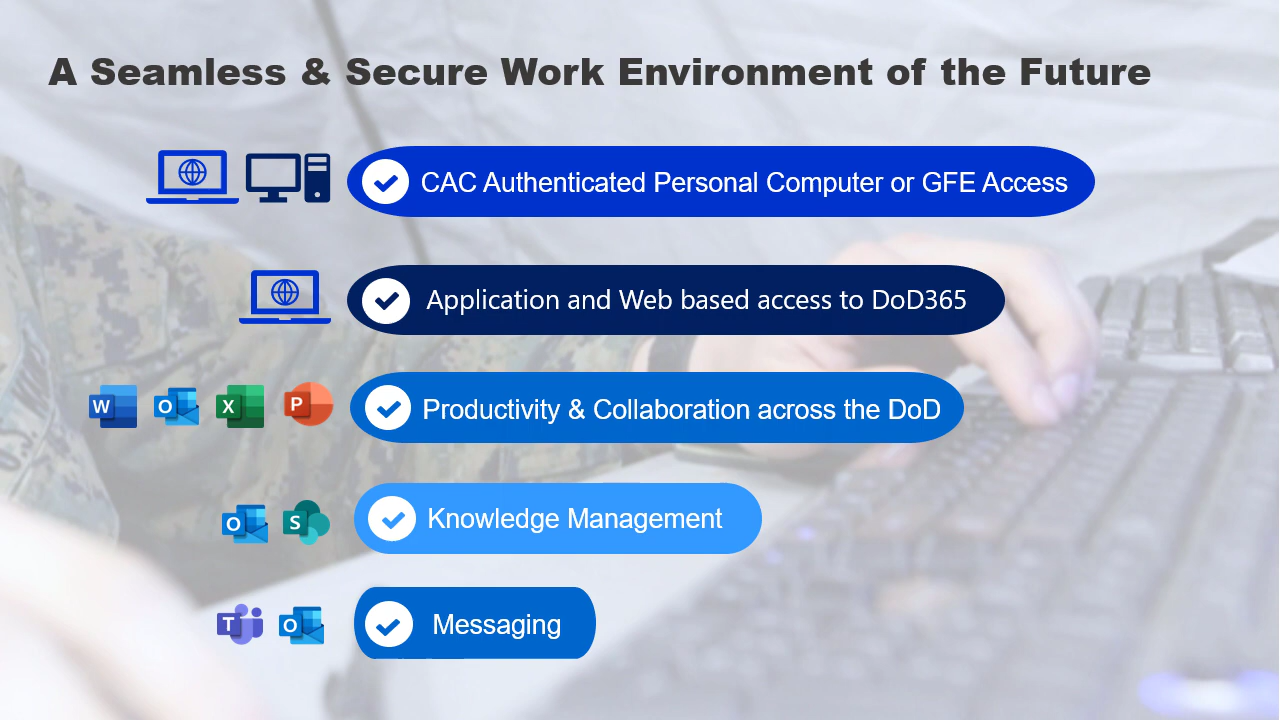 A Seamless & Secure Work Environment of the Future
CAC Authenticated Personal Computer or GFE Access
Application and Web based access to DoD365
W O X P Productivity & Collaboration across the DoD
O S Knowledge Management
T O Messaging